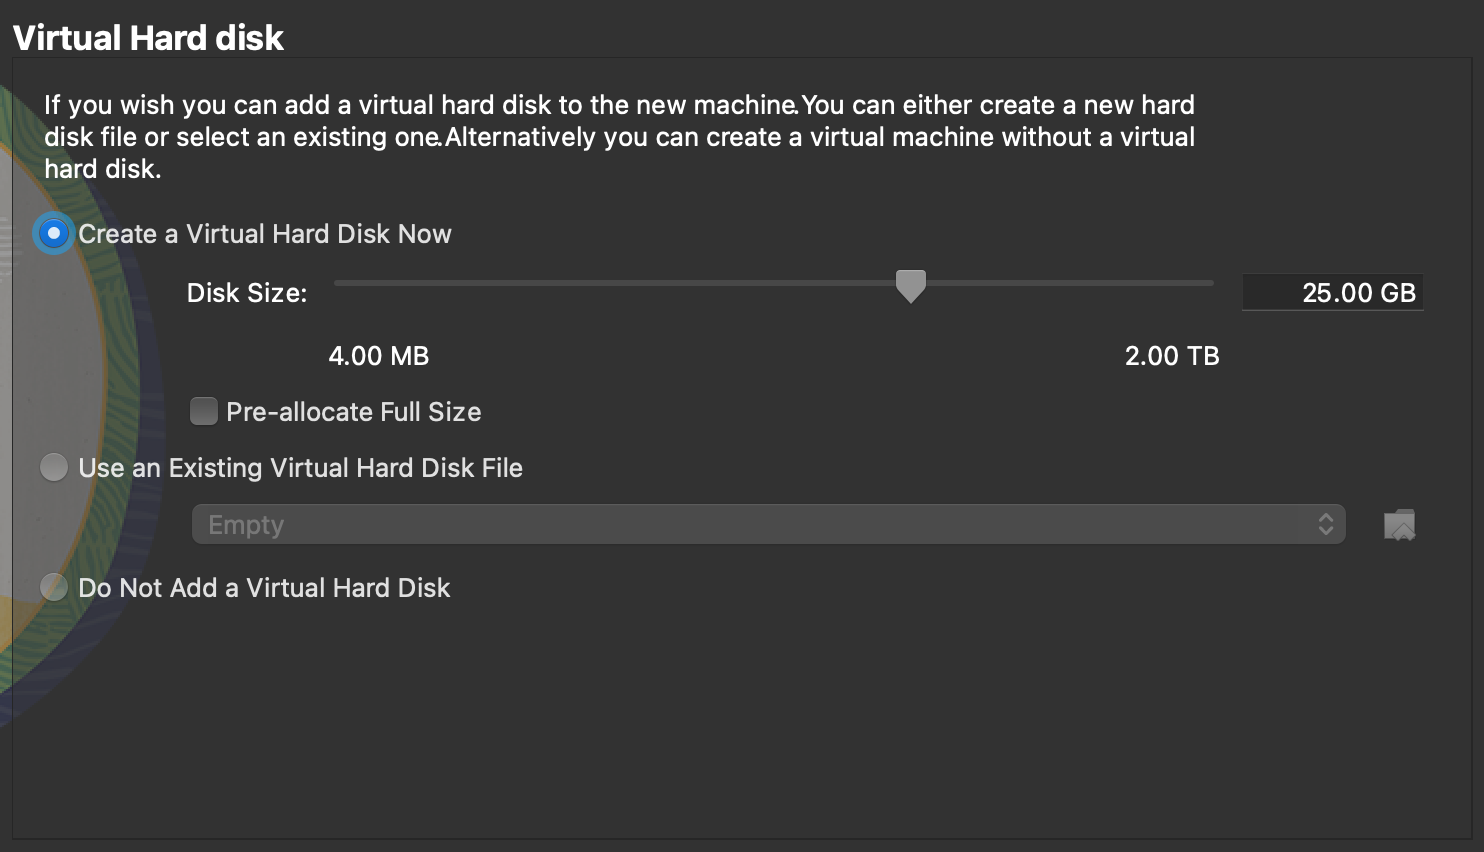 Virtual Hard disk
If you wish you can add a virtual hard disk to the new machine.You can either create a new hard
disk file or select an existing one.Alternatively you can create a virtual machine without a virtual
hard disk.
Create a Virtual Hard Disk Now
Disk Size:
25.00 GB
4.00 MB
2.00 TB
Pre-allocate Full Size
Use an Existing Virtual Hard Disk File
Empty
Do Not Add a Virtual Hard Disk